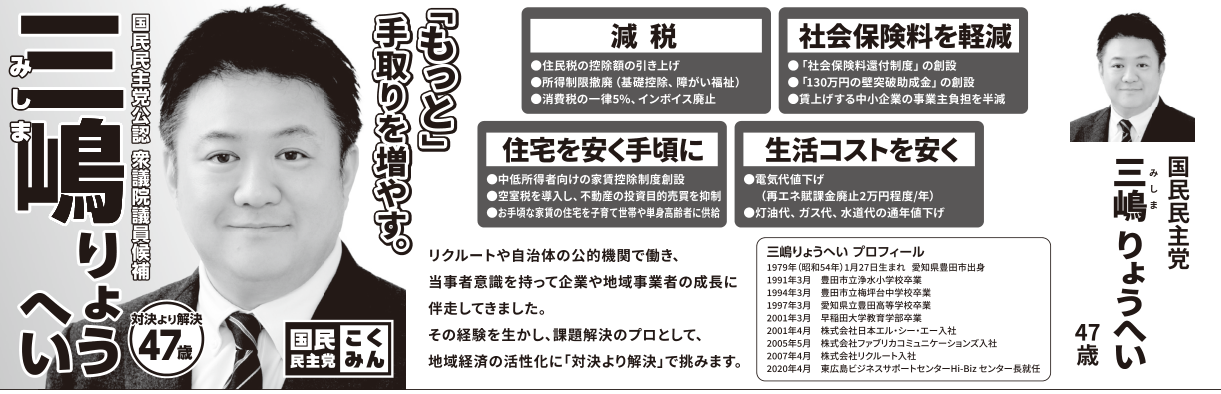 国民民主党公認 衆議院議員候補
三嶋りょうへい
みしま
対決より解決
47歳
国民民主党
こくみん
「もっと」
手取りを増やす。
減税
●住民税の控除額の引き上げ
●所得制限撤廃(基礎控除、障がい福祉)
●消費税の一律5%、インボイス廃止
社会保険料を軽減
●「社会保険料還付制度」の創設
●「130万円の壁突破助成金」の創設
●賃上げする中小企業の事業主負担を半減
住宅を安く手頃に
●中低所得者向けの家賃控除制度創設
●空室税を導入し、不動産の投資目的売買を抑制
●お手頃な家賃の住宅を子育て世帯や単身高齢者に供給
生活コストを安く
●電気代値下げ
(再エネ賦課金廃止2万円程度/年)
●灯油代、ガス代、水道代の通年値下げ
リクルートや自治体の公的機関で働き、
当事者意識を持って企業や地域事業者の成長に
伴走してきました。
その経験を生かし、課題解決のプロとして、
地域経済の活性化に「対決より解決」で挑みます。
三嶋りょうへい プロフィール
1979年(昭和54年)1月27日生まれ 愛知県豊田市出身
1991年3月 豊田市立浄水小学校卒業
1994年3月 豊田市立梅坪台中学校卒業
1997年3月 愛知県立豊田高等学校卒業
2001年3月 早稲田大学教育学部卒業
2001年4月 株式会社日本エル・シー・エー入社
2005年5月 株式会社ファブリカコミュニケーションズ入社
2007年4月 株式会社リクルート入社
2020年4月 東広島ビジネスサポートセンターHi-Biz センター長就任
国民民主党
三嶋りょうへい
みしま
47歳